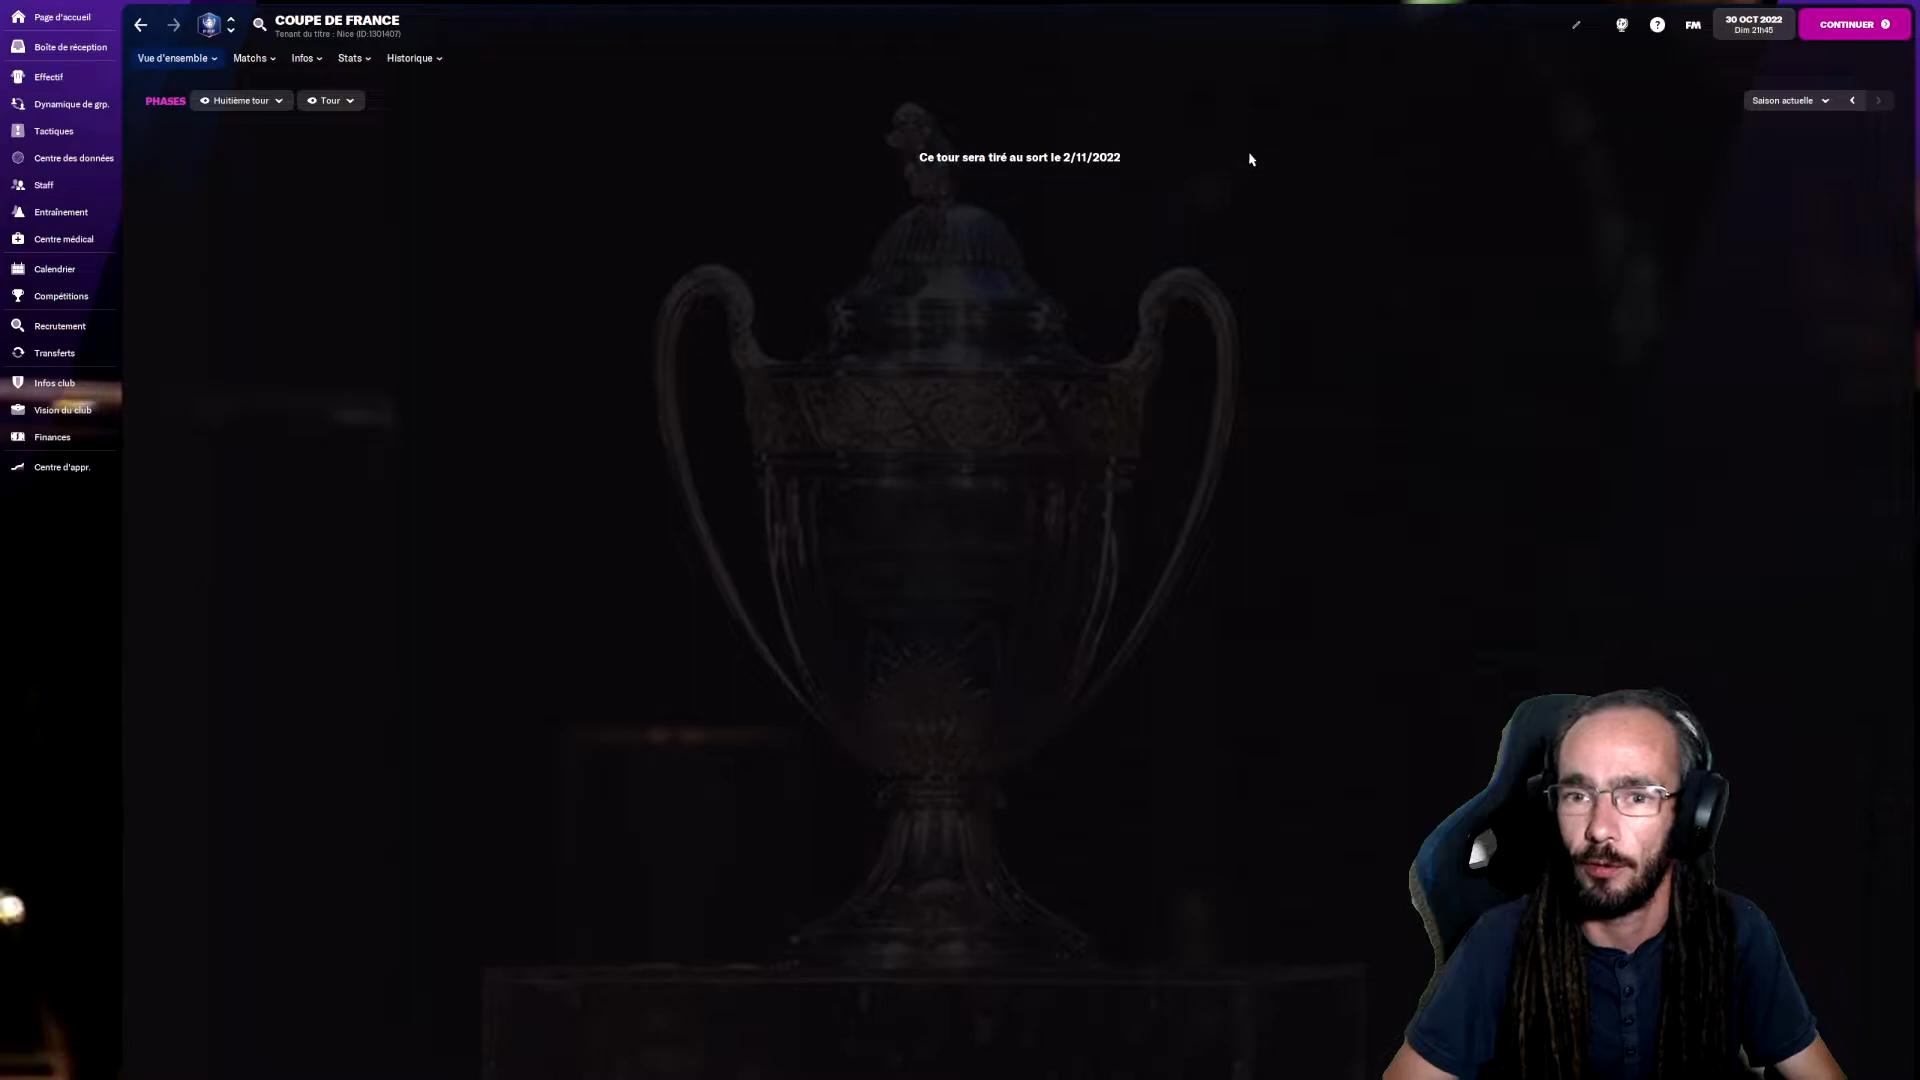 Page d'accueil
Boîte de réception
Effectif
Dynamique de grp.
Tactiques
Centre des données
Staff
Entraînement
Centre médical
Calendrier
Compétitions
Recrutement
Transferts
Infos club
Vision du club
Finances
Centre d'appr.
COUPE DE FRANCE
Tenant du titre : Nice (ID:1301407)
FM
30 OCT 2022
Dim 21h45
CONTINUER
Vue d'ensemble
Matchs
Infos
Stats
Historique
PHASES
Huitième tour
Tour
Saison actuelle
Ce tour sera tiré au sort le 2/11/2022